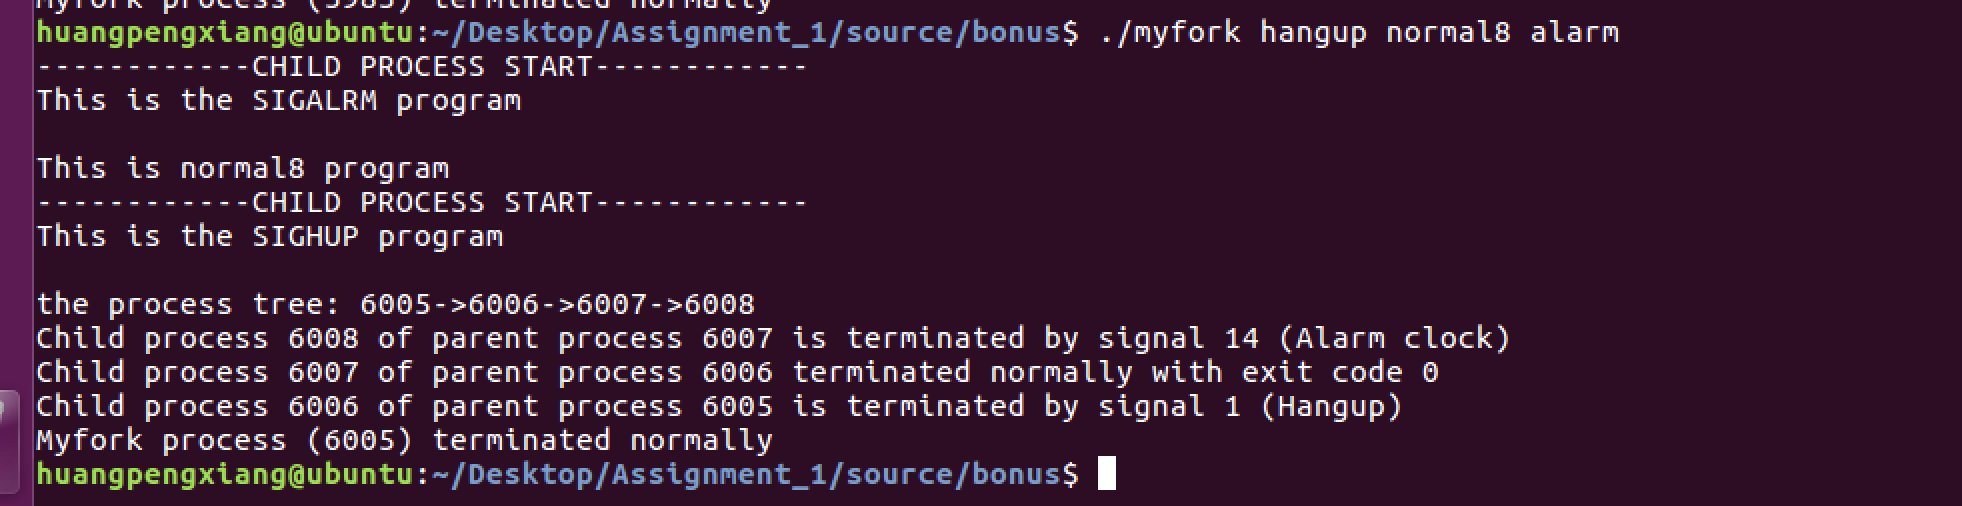 Myfork process (5985) terminated normally
huangpengxiang@ubuntu:~/Desktop/Assignment_1/source/bonus$ ./myfork hangup normal8 alarm
------------CHILD PROCESS START------------
This is the SIGALRM program
This is normal8 program
------------CHILD PROCESS START------------
This is the SIGHUP program
the process tree: 6005->6006->6007->6008
Child process 6008 of parent process 6007 is terminated by signal 14 (Alarm clock)
Child process 6007 of parent process 6006 terminated normally with exit code 0
Child process 6006 of parent process 6005 is terminated by signal 1 (Hangup)
Myfork process (6005) terminated normally
huangpengxiang@ubuntu:~/Desktop/Assignment_1/source/bonus$